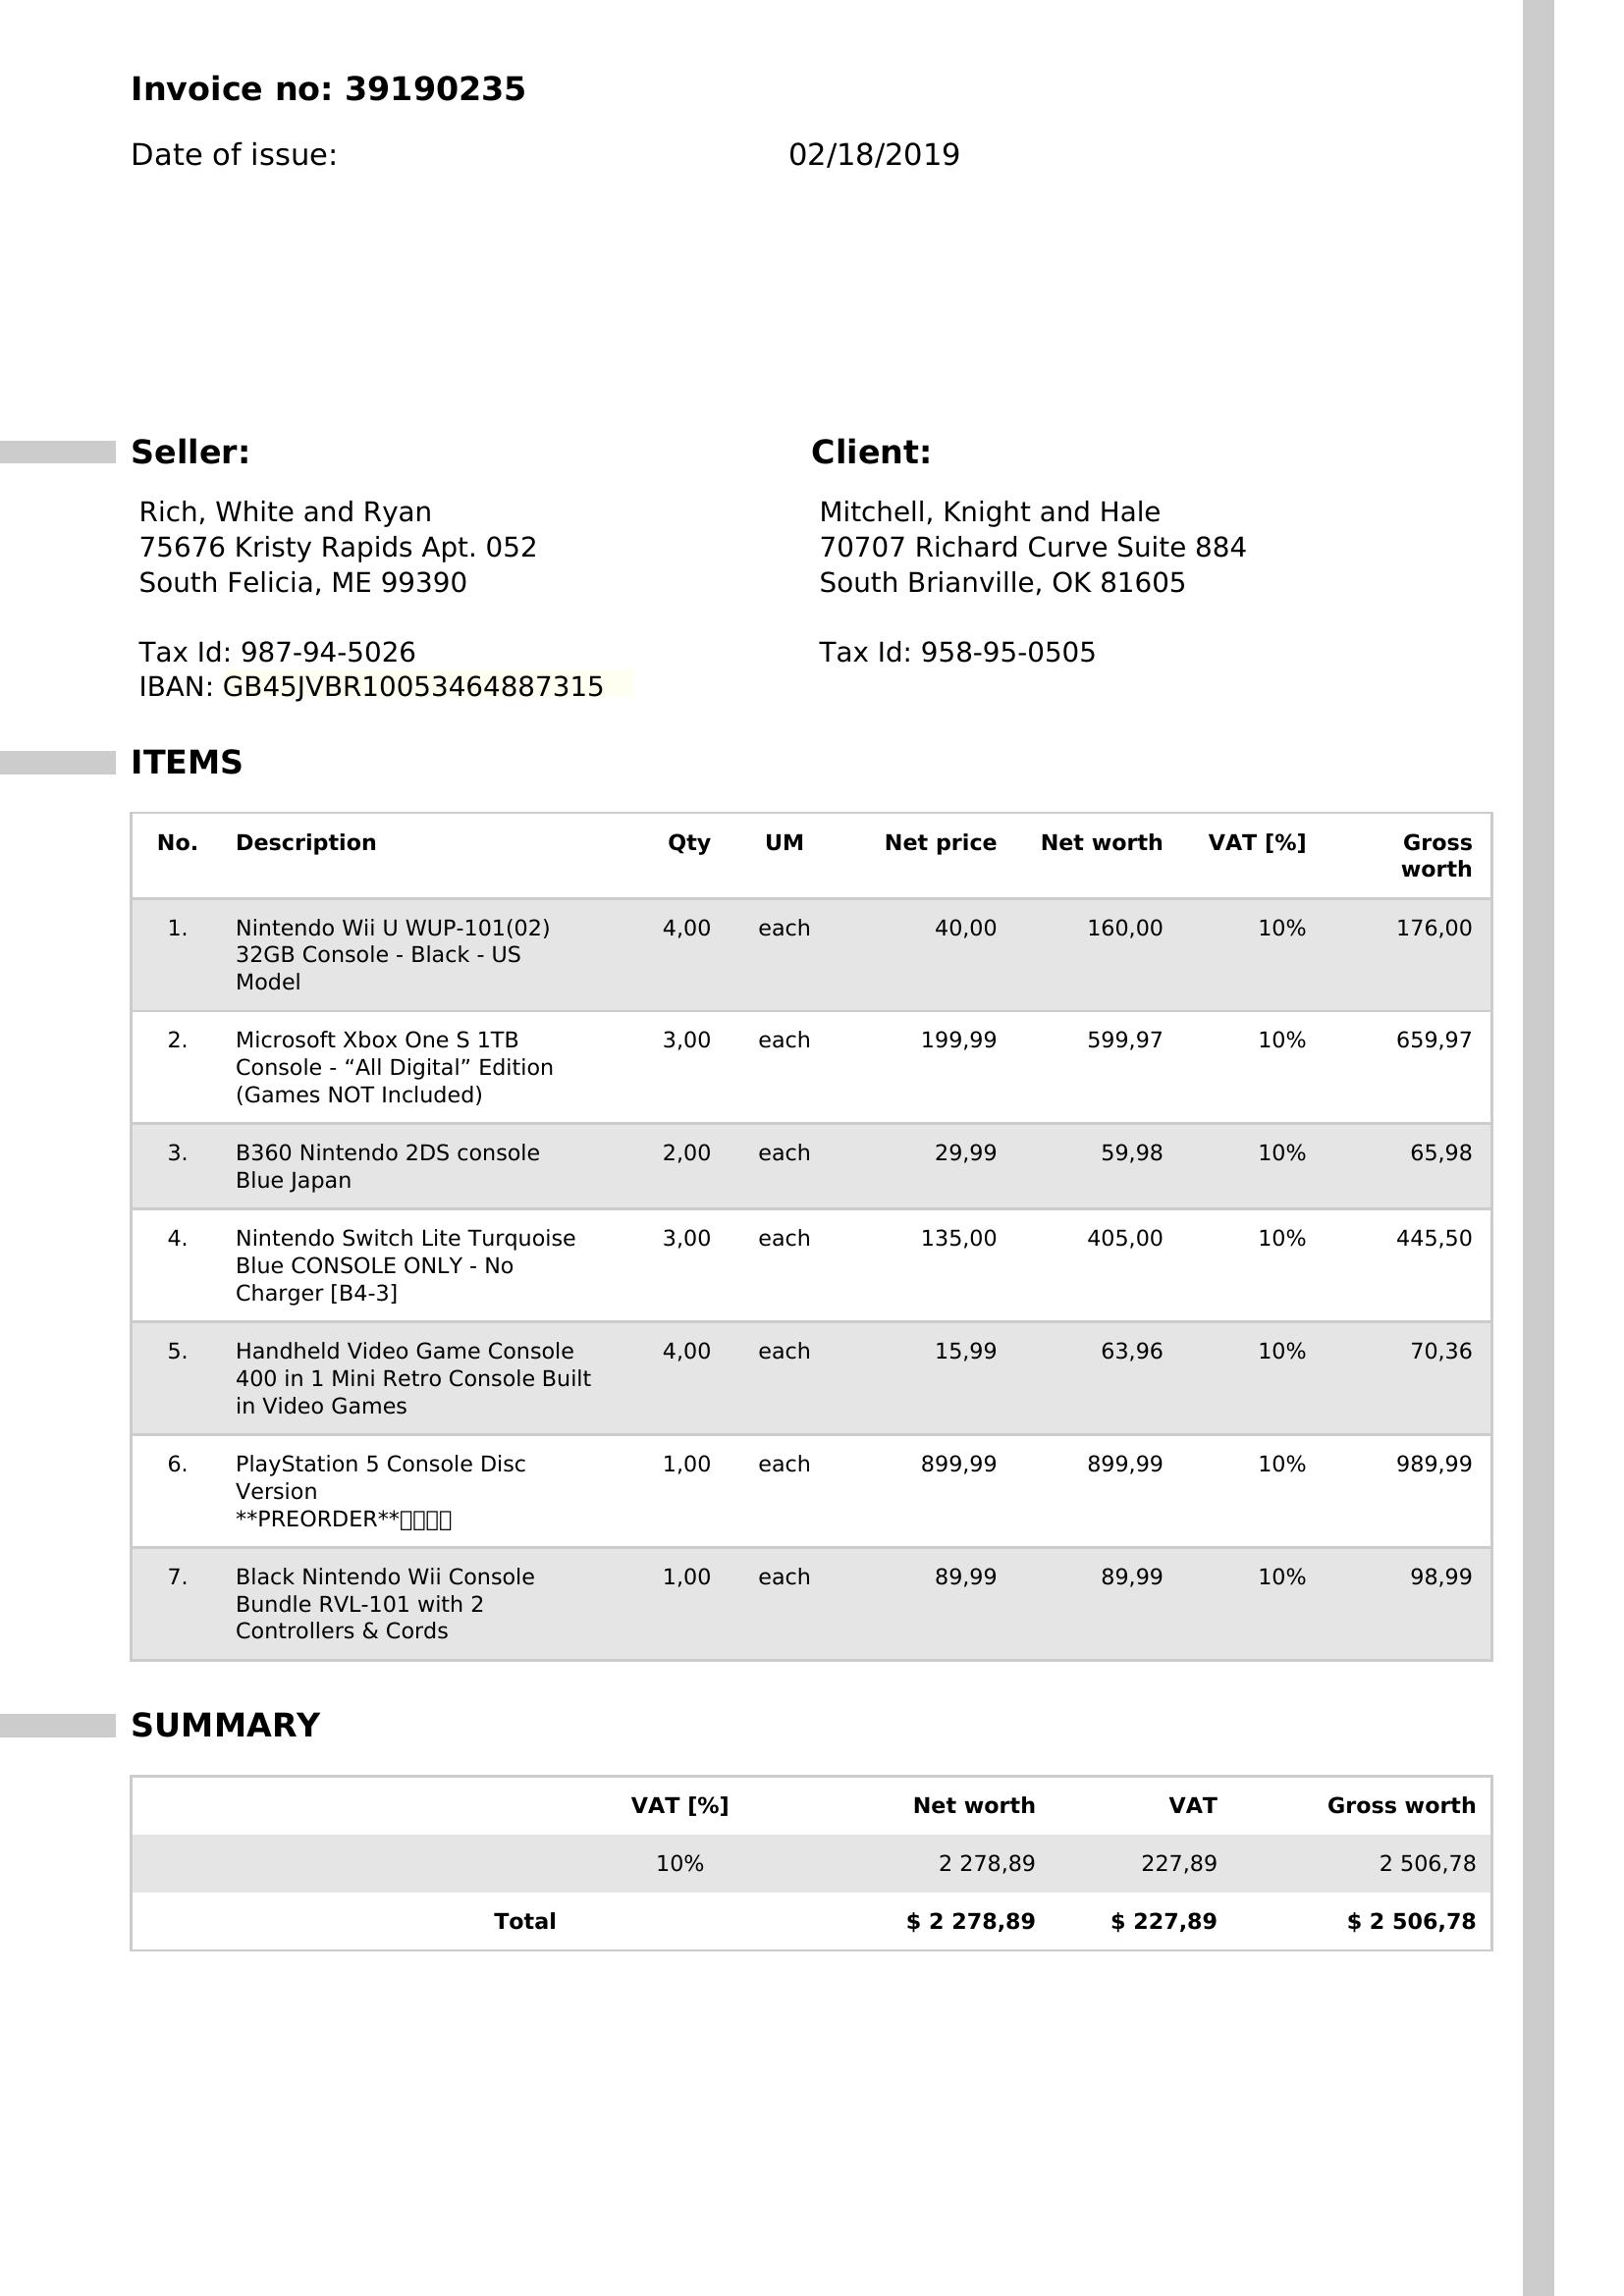 Invoice no: 39190235
Date of issue: 02/18/2019
Seller: Client:
Rich, White and Ryan Mitchell, Knight and Hale
75676 Kristy Rapids Apt. 052 70707 Richard Curve Suite 884
South Felicia, ME 99390 South Brianville, OK 81605
Tax Id: 987-94-5026 Tax Id: 958-95-0505
IBAN: GB45JVBR10053464887315
ITEMS
No. Description Qty UM Net price Net worth VAT [%] Gross
worth
1. Nintendo Wii U WUP-101(02) 4,00 each 40,00 160,00 10% 176,00
32GB Console - Black - US
Model
2. Microsoft Xbox One S 1TB 3,00 each 199,99 599,97 10% 659,97
Console - “All Digital” Edition
(Games NOT Included)
3. B360 Nintendo 2DS console 2,00 each 29,99 59,98 10% 65,98
Blue Japan
4. Nintendo Switch Lite Turquoise 3,00 each 135,00 405,00 10% 445,50
Blue CONSOLE ONLY - No
Charger [B4-3]
5. Handheld Video Game Console 4,00 each 15,99 63,96 10% 70,36
400 in 1 Mini Retro Console Built
in Video Games
6. PlayStation 5 Console Disc 1,00 each 899,99 899,99 10% 989,99
Version
**PREORDER**
7. Black Nintendo Wii Console 1,00 each 89,99 89,99 10% 98,99
Bundle RVL-101 with 2
Controllers & Cords
SUMMARY
VAT [%] Net worth VAT Gross worth
10% 2 278,89 227,89 2 506,78
Total $ 2 278,89 $ 227,89 $ 2 506,78